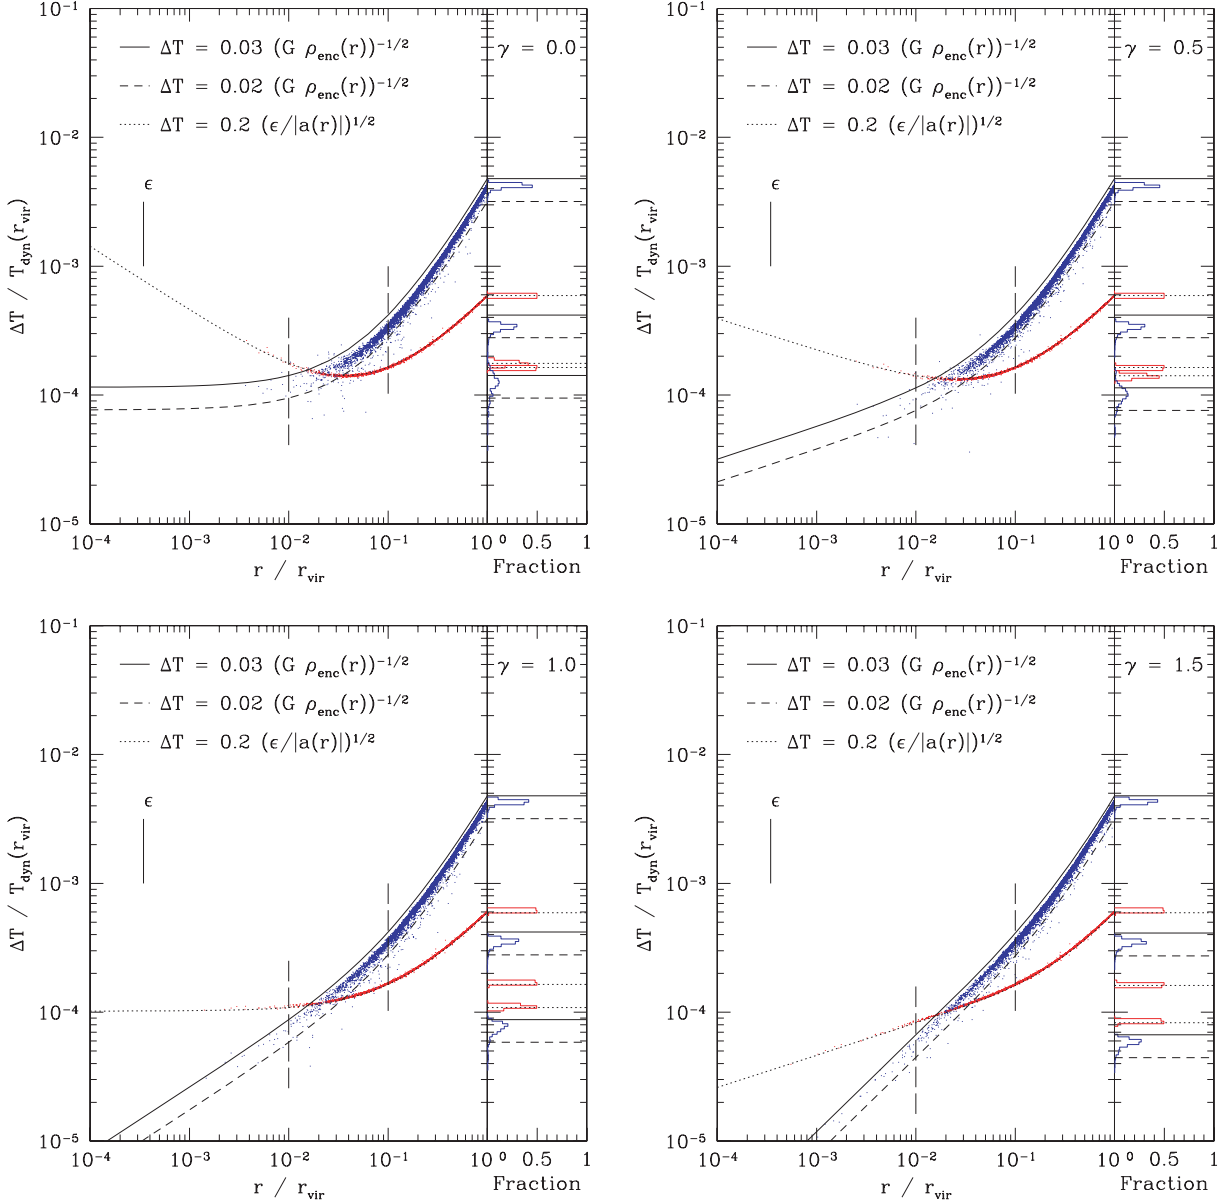 10⁻¹
ΔT = 0.03 (G ρenc(r))⁻¹/²
γ = 0.0
ΔT = 0.02 (G ρenc(r))⁻¹/²
ΔT = 0.2 (ϵ/|a(r)|)¹/²
10⁻²
ϵ
10⁻³
10⁻⁴
10⁻⁵
ΔT / Tdyn(rvir)
10⁻⁴ 10⁻³ 10⁻² 10⁻¹ 10⁰ 0.5 1
r / rvir
Fraction
10⁻¹
ΔT = 0.03 (G ρenc(r))⁻¹/²
γ = 0.5
ΔT = 0.02 (G ρenc(r))⁻¹/²
ΔT = 0.2 (ϵ/|a(r)|)¹/²
10⁻²
ϵ
10⁻³
10⁻⁴
10⁻⁵
ΔT / Tdyn(rvir)
10⁻⁴ 10⁻³ 10⁻² 10⁻¹ 10⁰ 0.5 1
r / rvir
Fraction
10⁻¹
ΔT = 0.03 (G ρenc(r))⁻¹/²
γ = 1.0
ΔT = 0.02 (G ρenc(r))⁻¹/²
ΔT = 0.2 (ϵ/|a(r)|)¹/²
10⁻²
ϵ
10⁻³
10⁻⁴
10⁻⁵
ΔT / Tdyn(rvir)
10⁻⁴ 10⁻³ 10⁻² 10⁻¹ 10⁰ 0.5 1
r / rvir
Fraction
10⁻¹
ΔT = 0.03 (G ρenc(r))⁻¹/²
γ = 1.5
ΔT = 0.02 (G ρenc(r))⁻¹/²
ΔT = 0.2 (ϵ/|a(r)|)¹/²
10⁻²
ϵ
10⁻³
10⁻⁴
10⁻⁵
ΔT / Tdyn(rvir)
10⁻⁴ 10⁻³ 10⁻² 10⁻¹ 10⁰ 0.5 1
r / rvir
Fraction